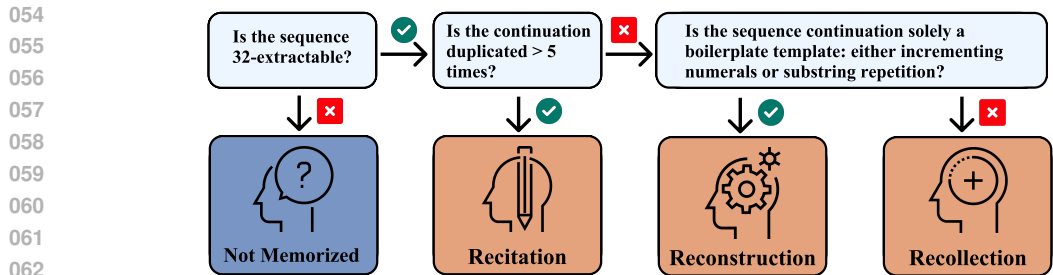 054
055
056
057
058
059
060
061
062
Is the sequence
32-extractable?
Is the continuation
duplicated > 5
times?
Is the sequence continuation solely a
boilerplate template: either incrementing
numerals or substring repetition?
?
Not Memorized
Recitation
Reconstruction
Recollection